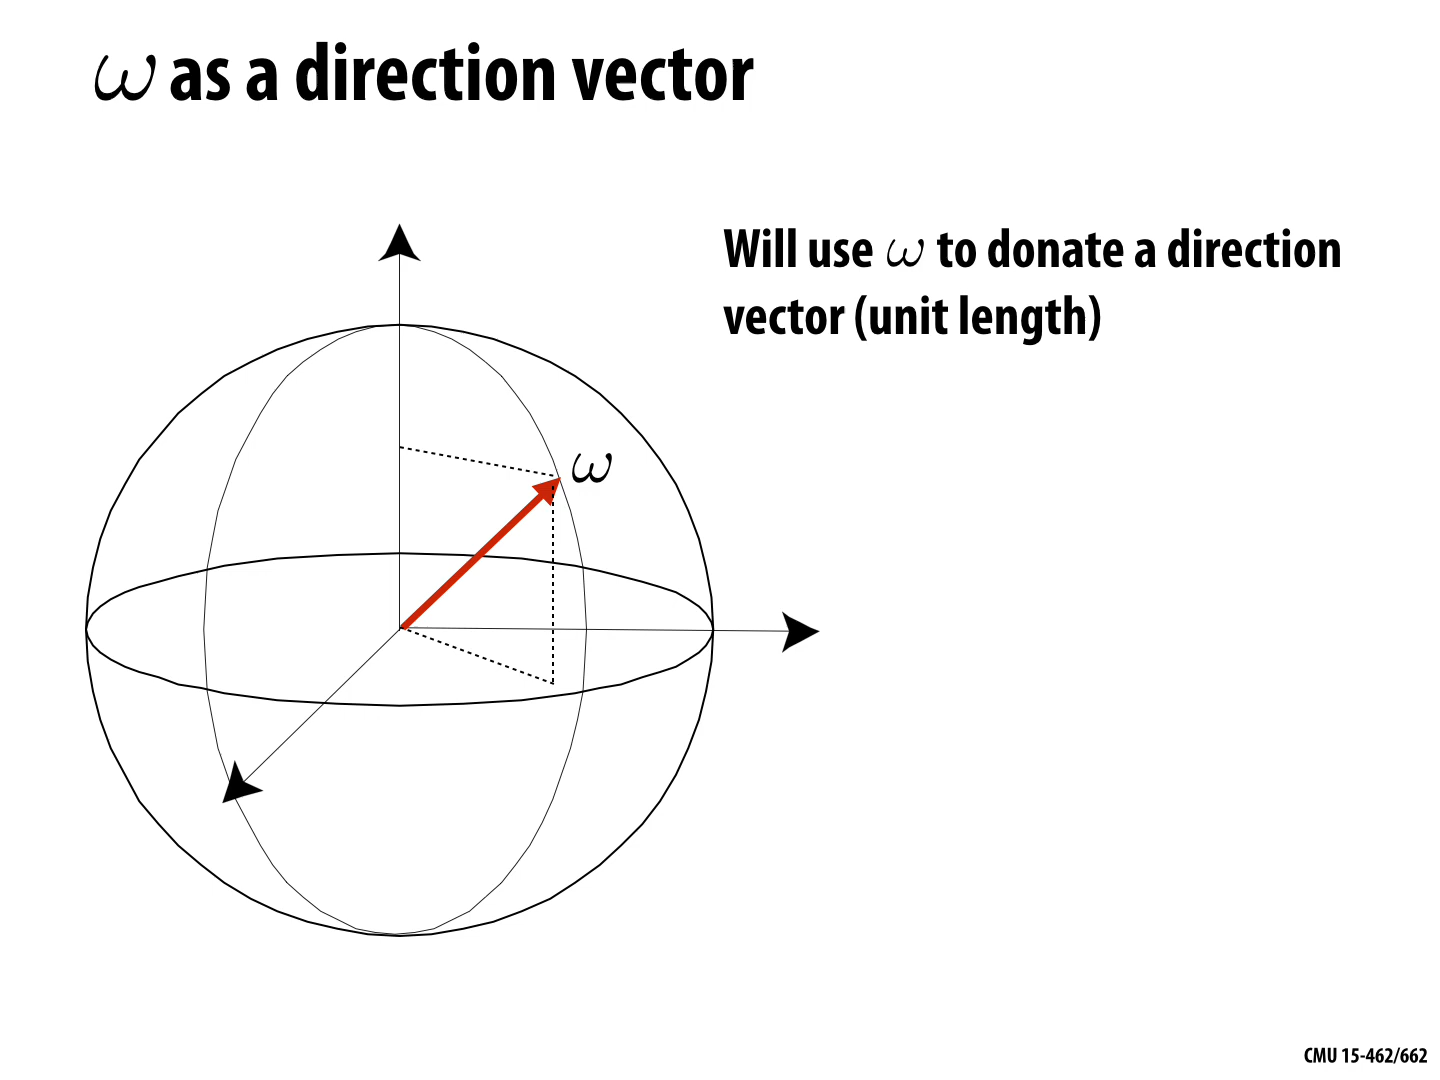 ω as a direction vector
Will use ω to donate a direction
vector (unit length)
ω
CMU 15-462/662